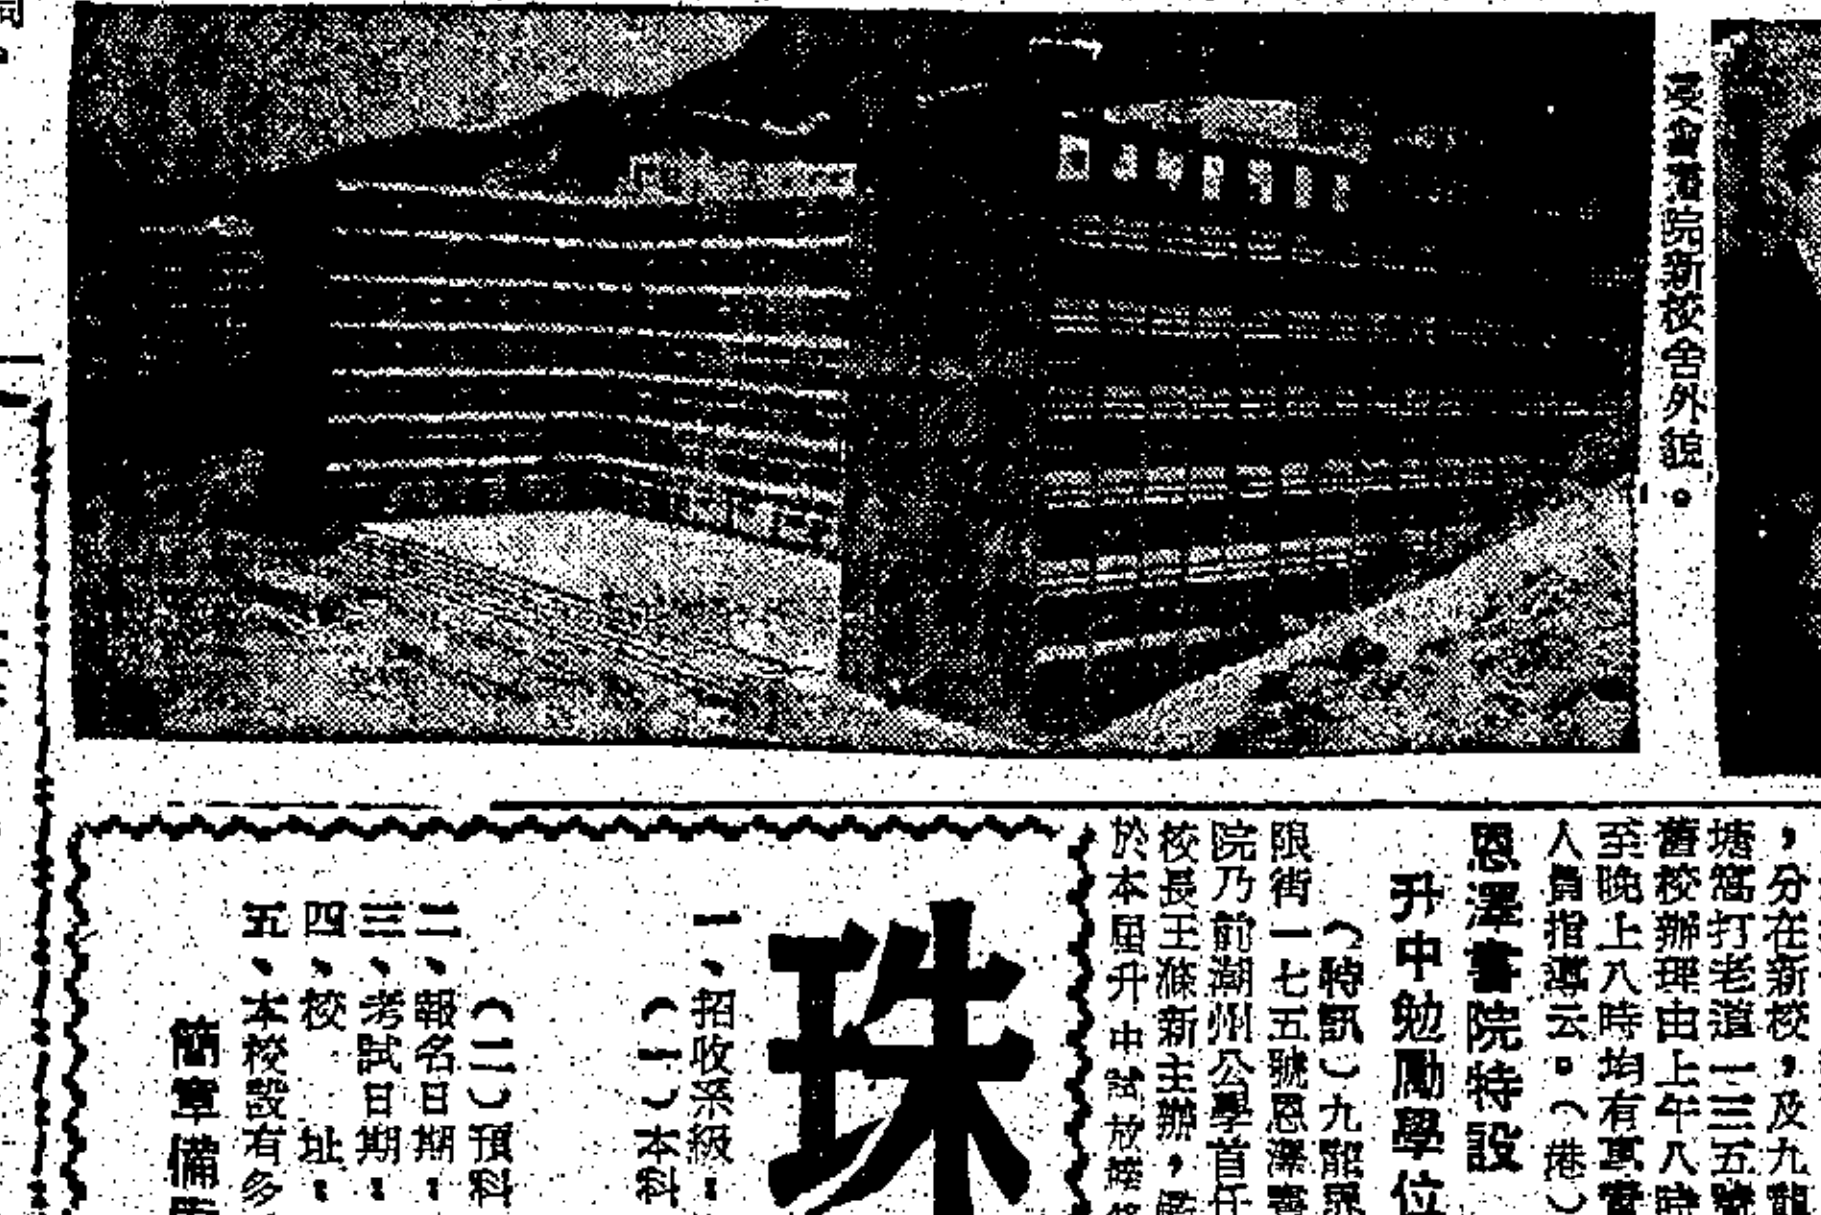 浸會書院新校舍外貌。
，分在新校，及九龍
塘窩打老道一三五號
舊校辦理由上午八時
至晚上八時均有專責
人員指導云。（港）
恩澤書院特設
升中勉勵學位
（特訊）九龍界
限街一七五號恩澤書
院乃前潮州公學首任
校長王滌新主辦，
於本屆升中試放榜
珠
一、招收系級：
（一）本科
（二）預科
二、報名日期：
三、考試日期：
四、校　址：
五、本校設有多
簡章備